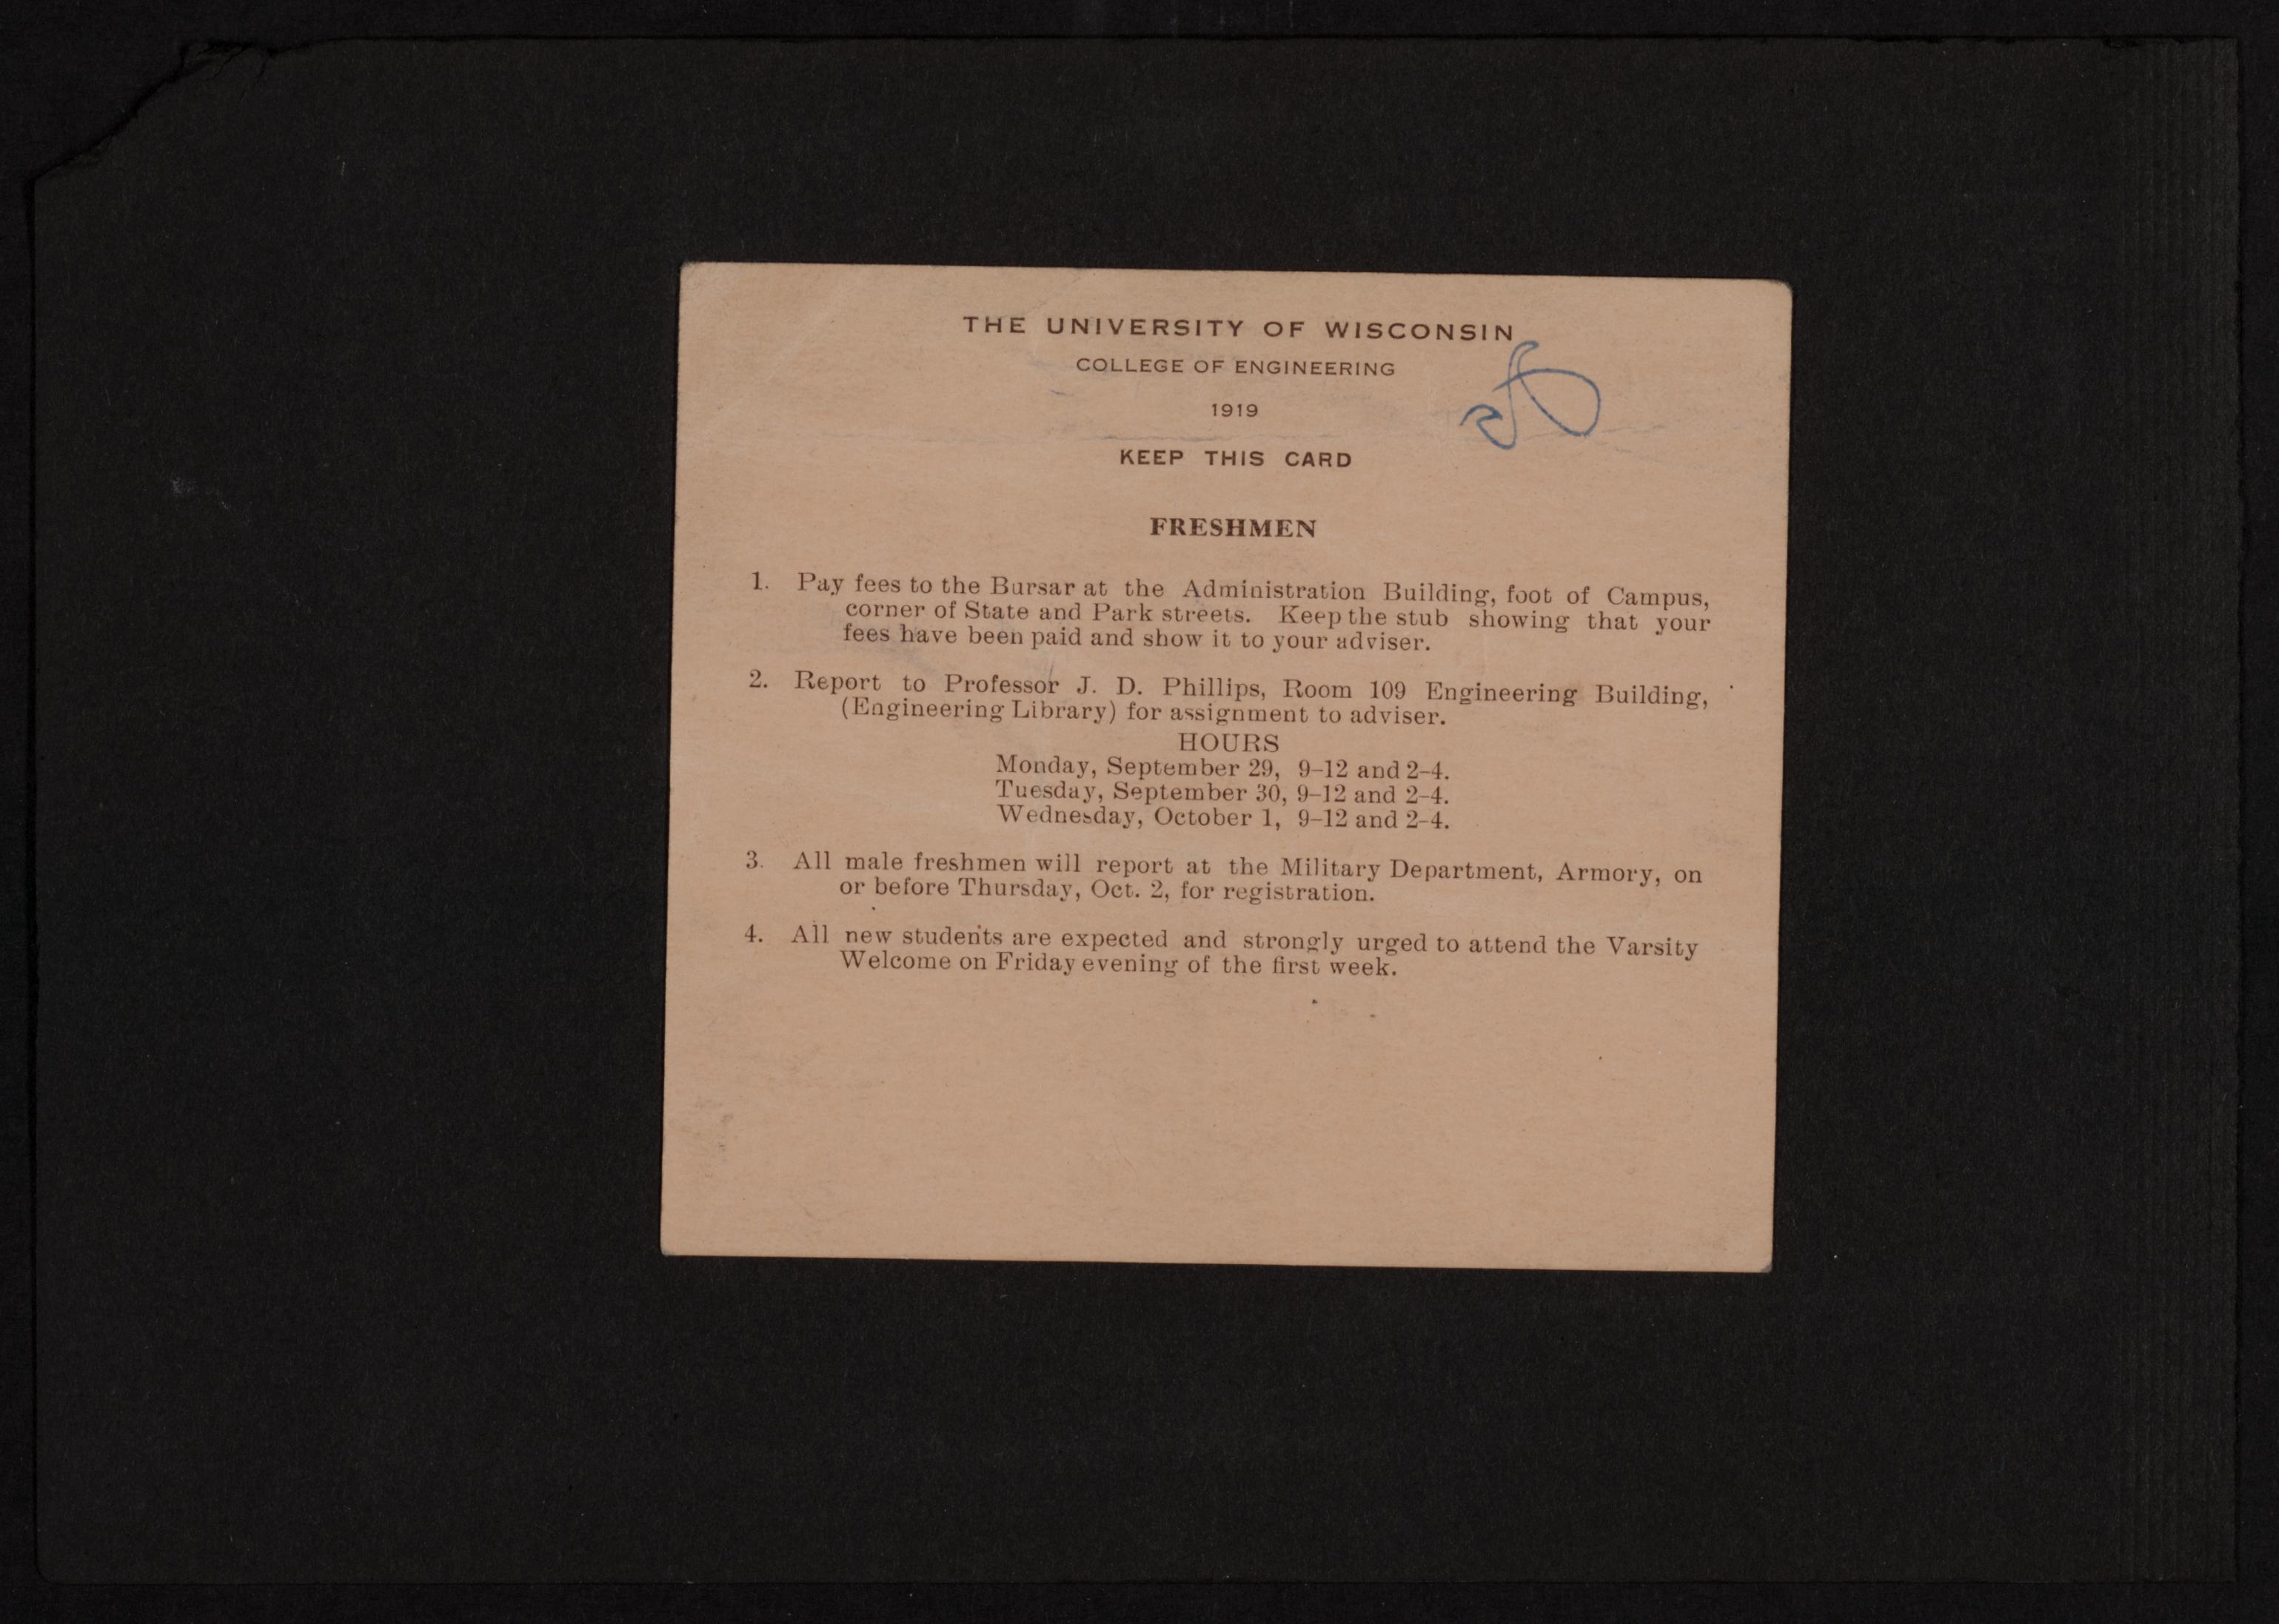 THE UNIVERSITY OF WISCONSIN
COLLEGE OF ENGINEERING
1919
KEEP THIS CARD
FRESHMEN
1. Pay fees to the Bursar at the Administration Building, foot of Campus,
corner of State and Park streets. Keep the stub showing that your
fees have been paid and show it to your adviser.
2. Report to Professor J. D. Phillips, Room 109 Engineering Building,
(Engineering Library) for assignment to adviser.
HOURS
Monday, September 29, 9–12 and 2–4.
Tuesday, September 30, 9–12 and 2–4.
Wednesday, October 1, 9–12 and 2–4.
3. All male freshmen will report at the Military Department, Armory, on
or before Thursday, Oct. 2, for registration.
4. All new students are expected and strongly urged to attend the Varsity
Welcome on Friday evening of the first week.